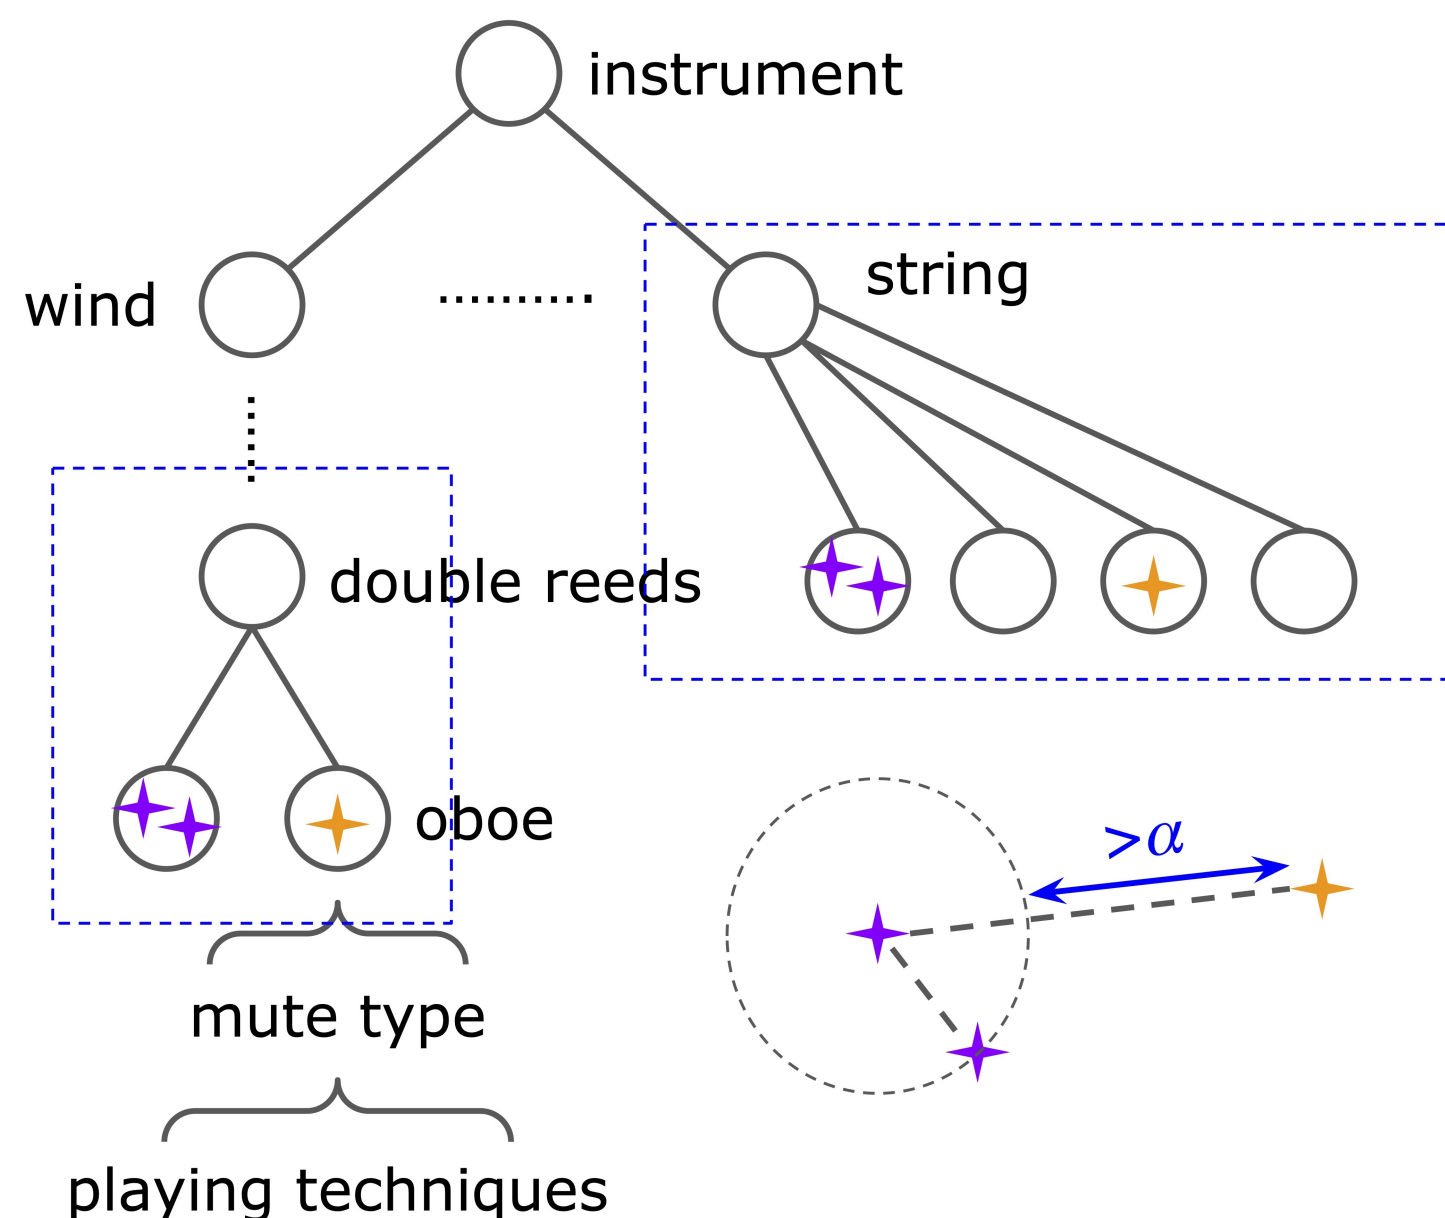 instrument
string
wind
double reeds
oboe
>α
mute type
playing techniques